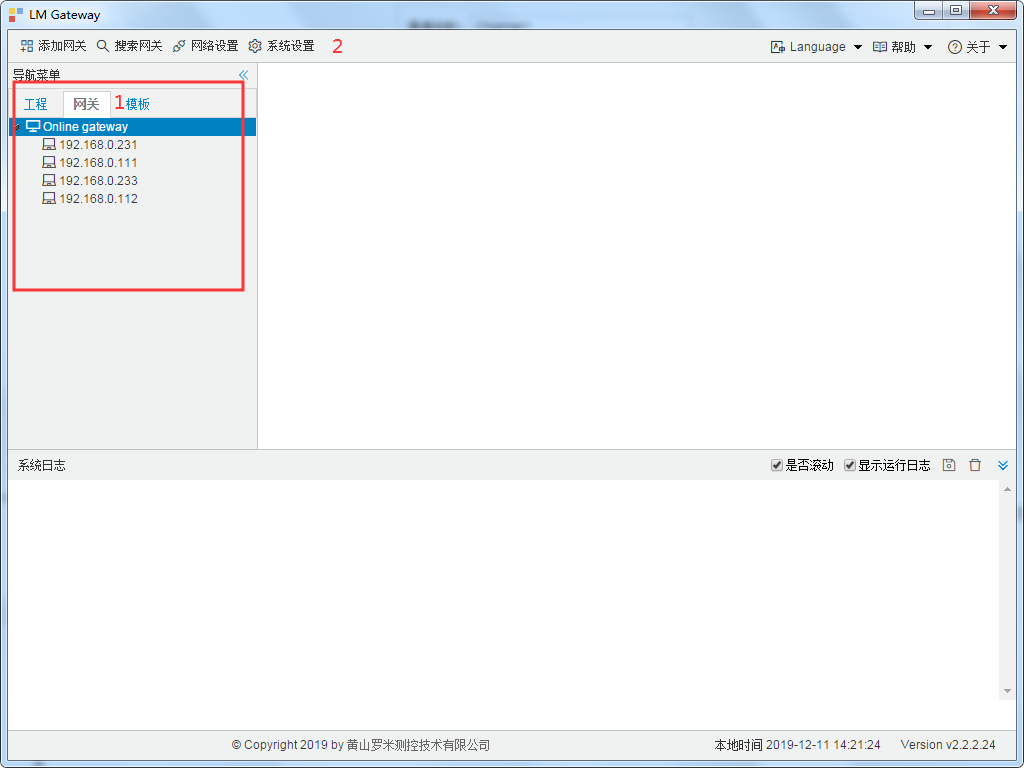 LM Gateway
添加网关 搜索网关 网络设置 系统设置 2 Language 帮助 关于
导航菜单
工程 网关 1 模板
Online gateway
192.168.0.231
192.168.0.111
192.168.0.233
192.168.0.112
系统日志 是否滚动 显示运行日志
© Copyright 2019 by 黄山罗米测控技术有限公司 本地时间 2019-12-11 14:21:24 Version v2.2.2.24